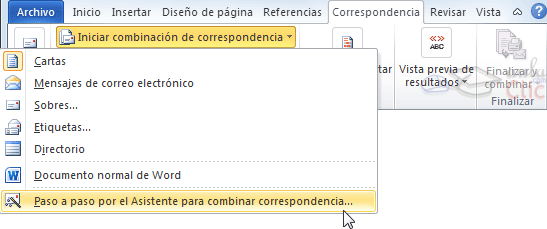 Archivo Inicio Insertar Diseño de página Referencias Correspondencia Revisar Vista
Iniciar combinación de correspondencia
Cartas
Mensajes de correo electrónico
Sobres...
Etiquetas...
Directorio
Documento normal de Word
Paso a paso por el Asistente para combinar correspondencia...
tar
ABC
Vista previa de
resultados
Finalizar y
combinar
Finalizar
Clic